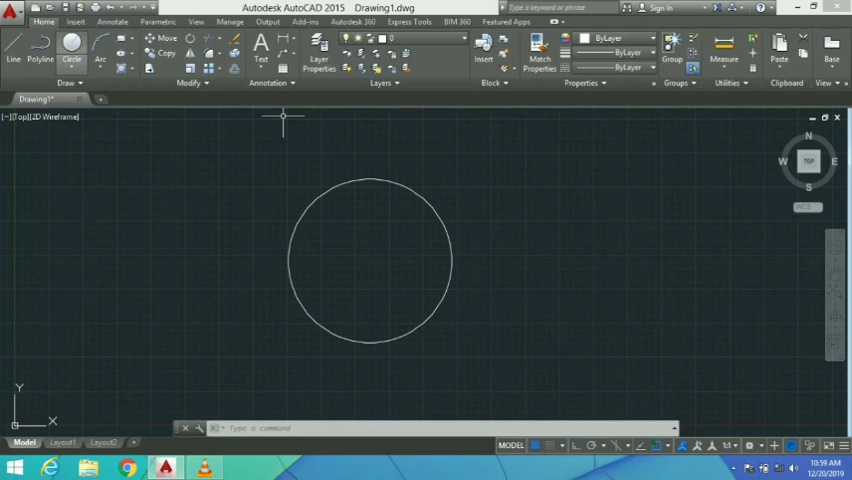 Autodesk AutoCAD 2015 Drawing1.dwg
Type a keyword or phrase
Sign In
Home Insert Annotate Parametric View Manage Output Add-ins Autodesk 360 Express Tools BIM 360 Featured Apps
Line Polyline Circle Arc
Move
Copy
Text
Layer Properties
0
Insert
Match Properties
ByLayer
ByLayer
ByLayer
Group
Measure
Paste
Base
Draw Modify Annotation Layers Block Properties Groups Utilities Clipboard View
Drawing1*
[−][Top][2D Wireframe]
N
W TOP E
S
WCS
Y
X
Type a command
Model Layout1 Layout2
MODEL
1:1
10:59 AM
12/20/2019